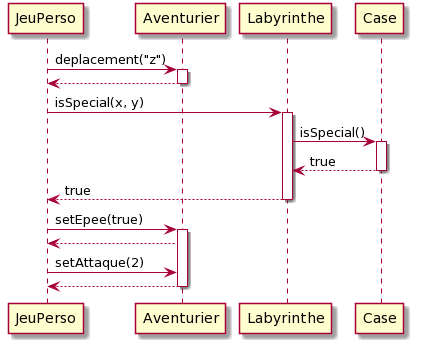 JeuPerso Aventurier Labyrinthe Case
deplacement("z")
isSpecial(x, y)
isSpecial()
true
true
setEpee(true)
setAttaque(2)
JeuPerso Aventurier Labyrinthe Case